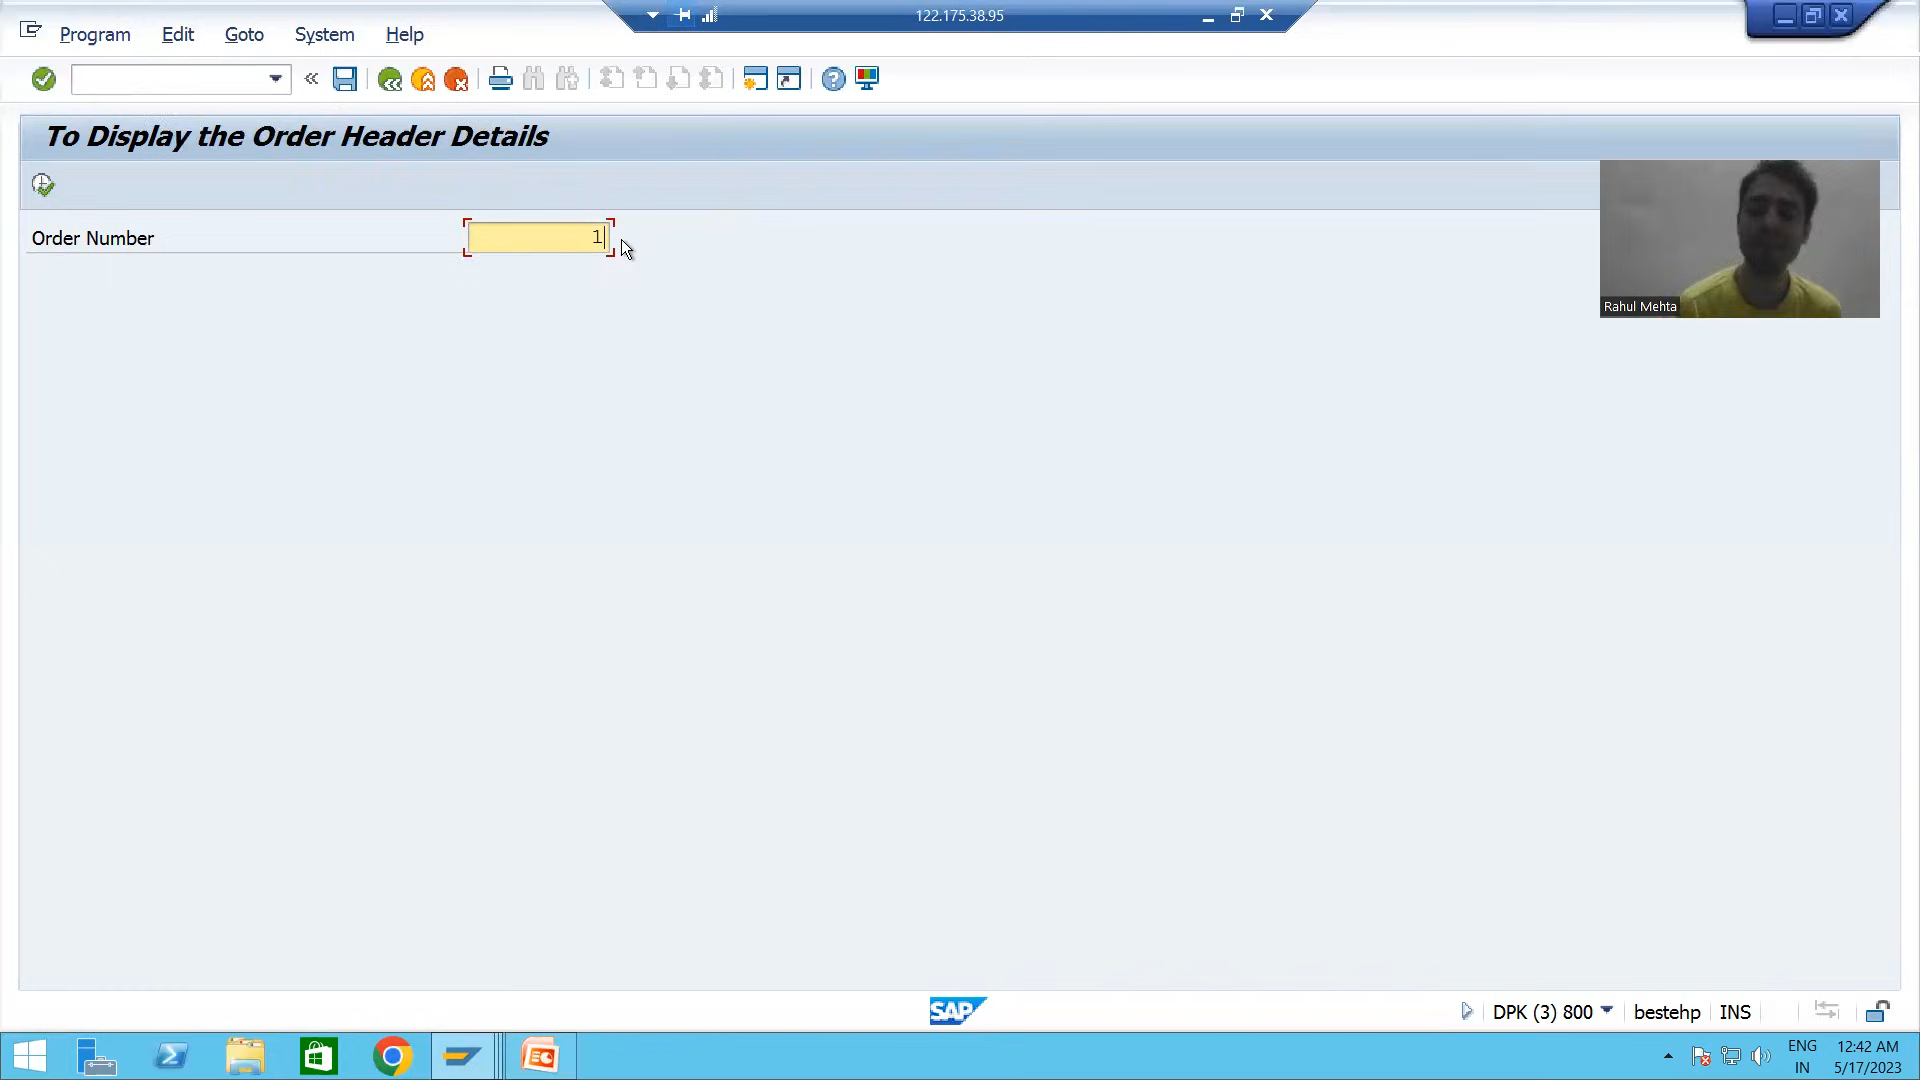 122.175.38.95
Program Edit Goto System Help
To Display the Order Header Details
Order Number 1
Rahul Mehta
SAP
DPK (3) 800 bestehp INS
ENG 12:42 AM
IN 5/17/2023